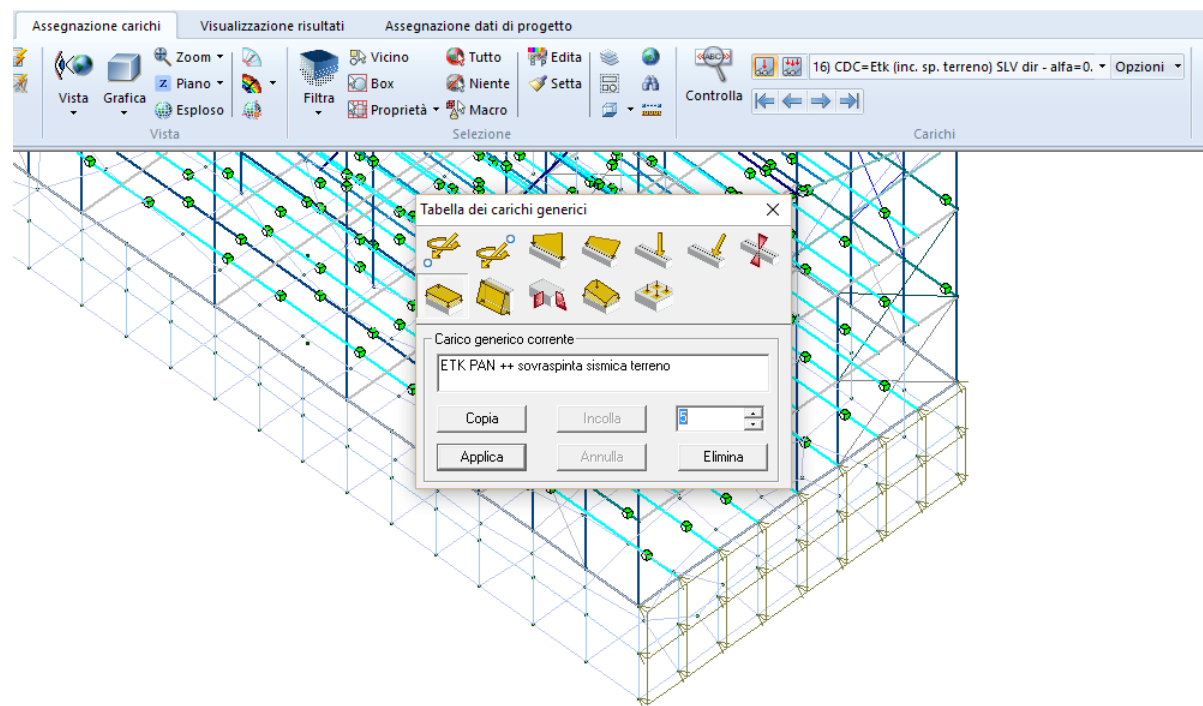 Assegnazione carichi Visualizzazione risultati Assegnazione dati di progetto
Zoom Vicino Tutto Edita
Piano Box Niente Setta
Vista Grafica Esploso Filtra Proprietà Macro Controlla
16) CDC=Etk (inc. sp. terreno) SLV dir - alfa=0. Opzioni
Vista Selezione Carichi
Tabella dei carichi generici
Carico generico corrente
ETK PAN ++ sovraspinta sismica terreno
Copia Incolla 5
Applica Annulla Elimina